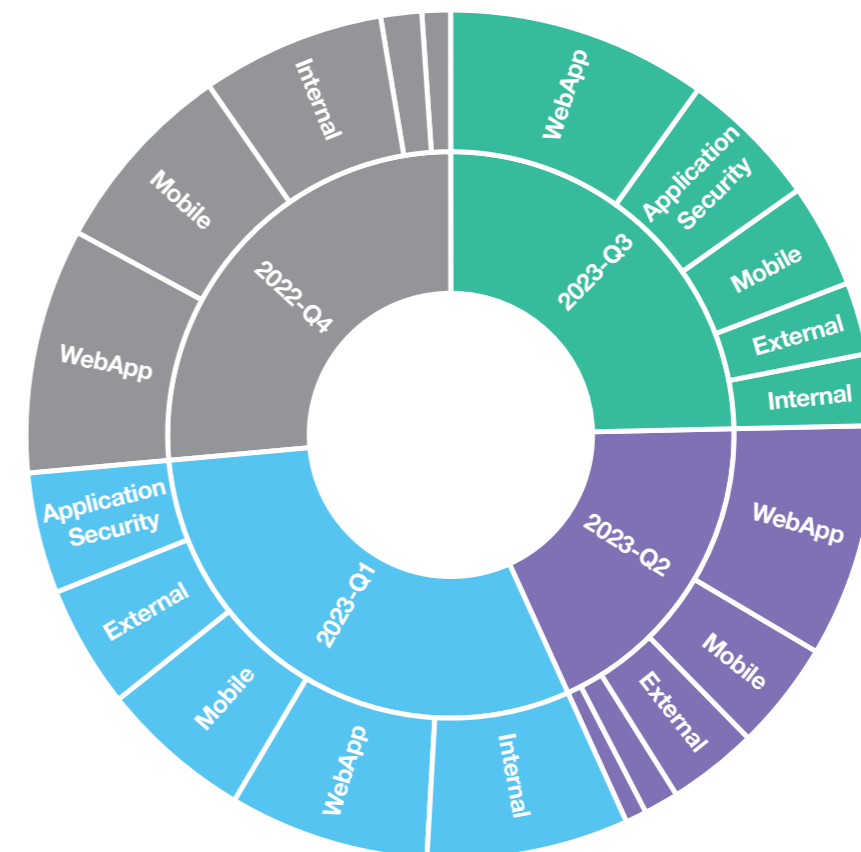 2023-Q3
WebApp
Application
Security
Mobile
External
Internal
2023-Q2
WebApp
Mobile
External
2023-Q1
Internal
WebApp
Mobile
External
Application
Security
2022-Q4
WebApp
Mobile
Internal